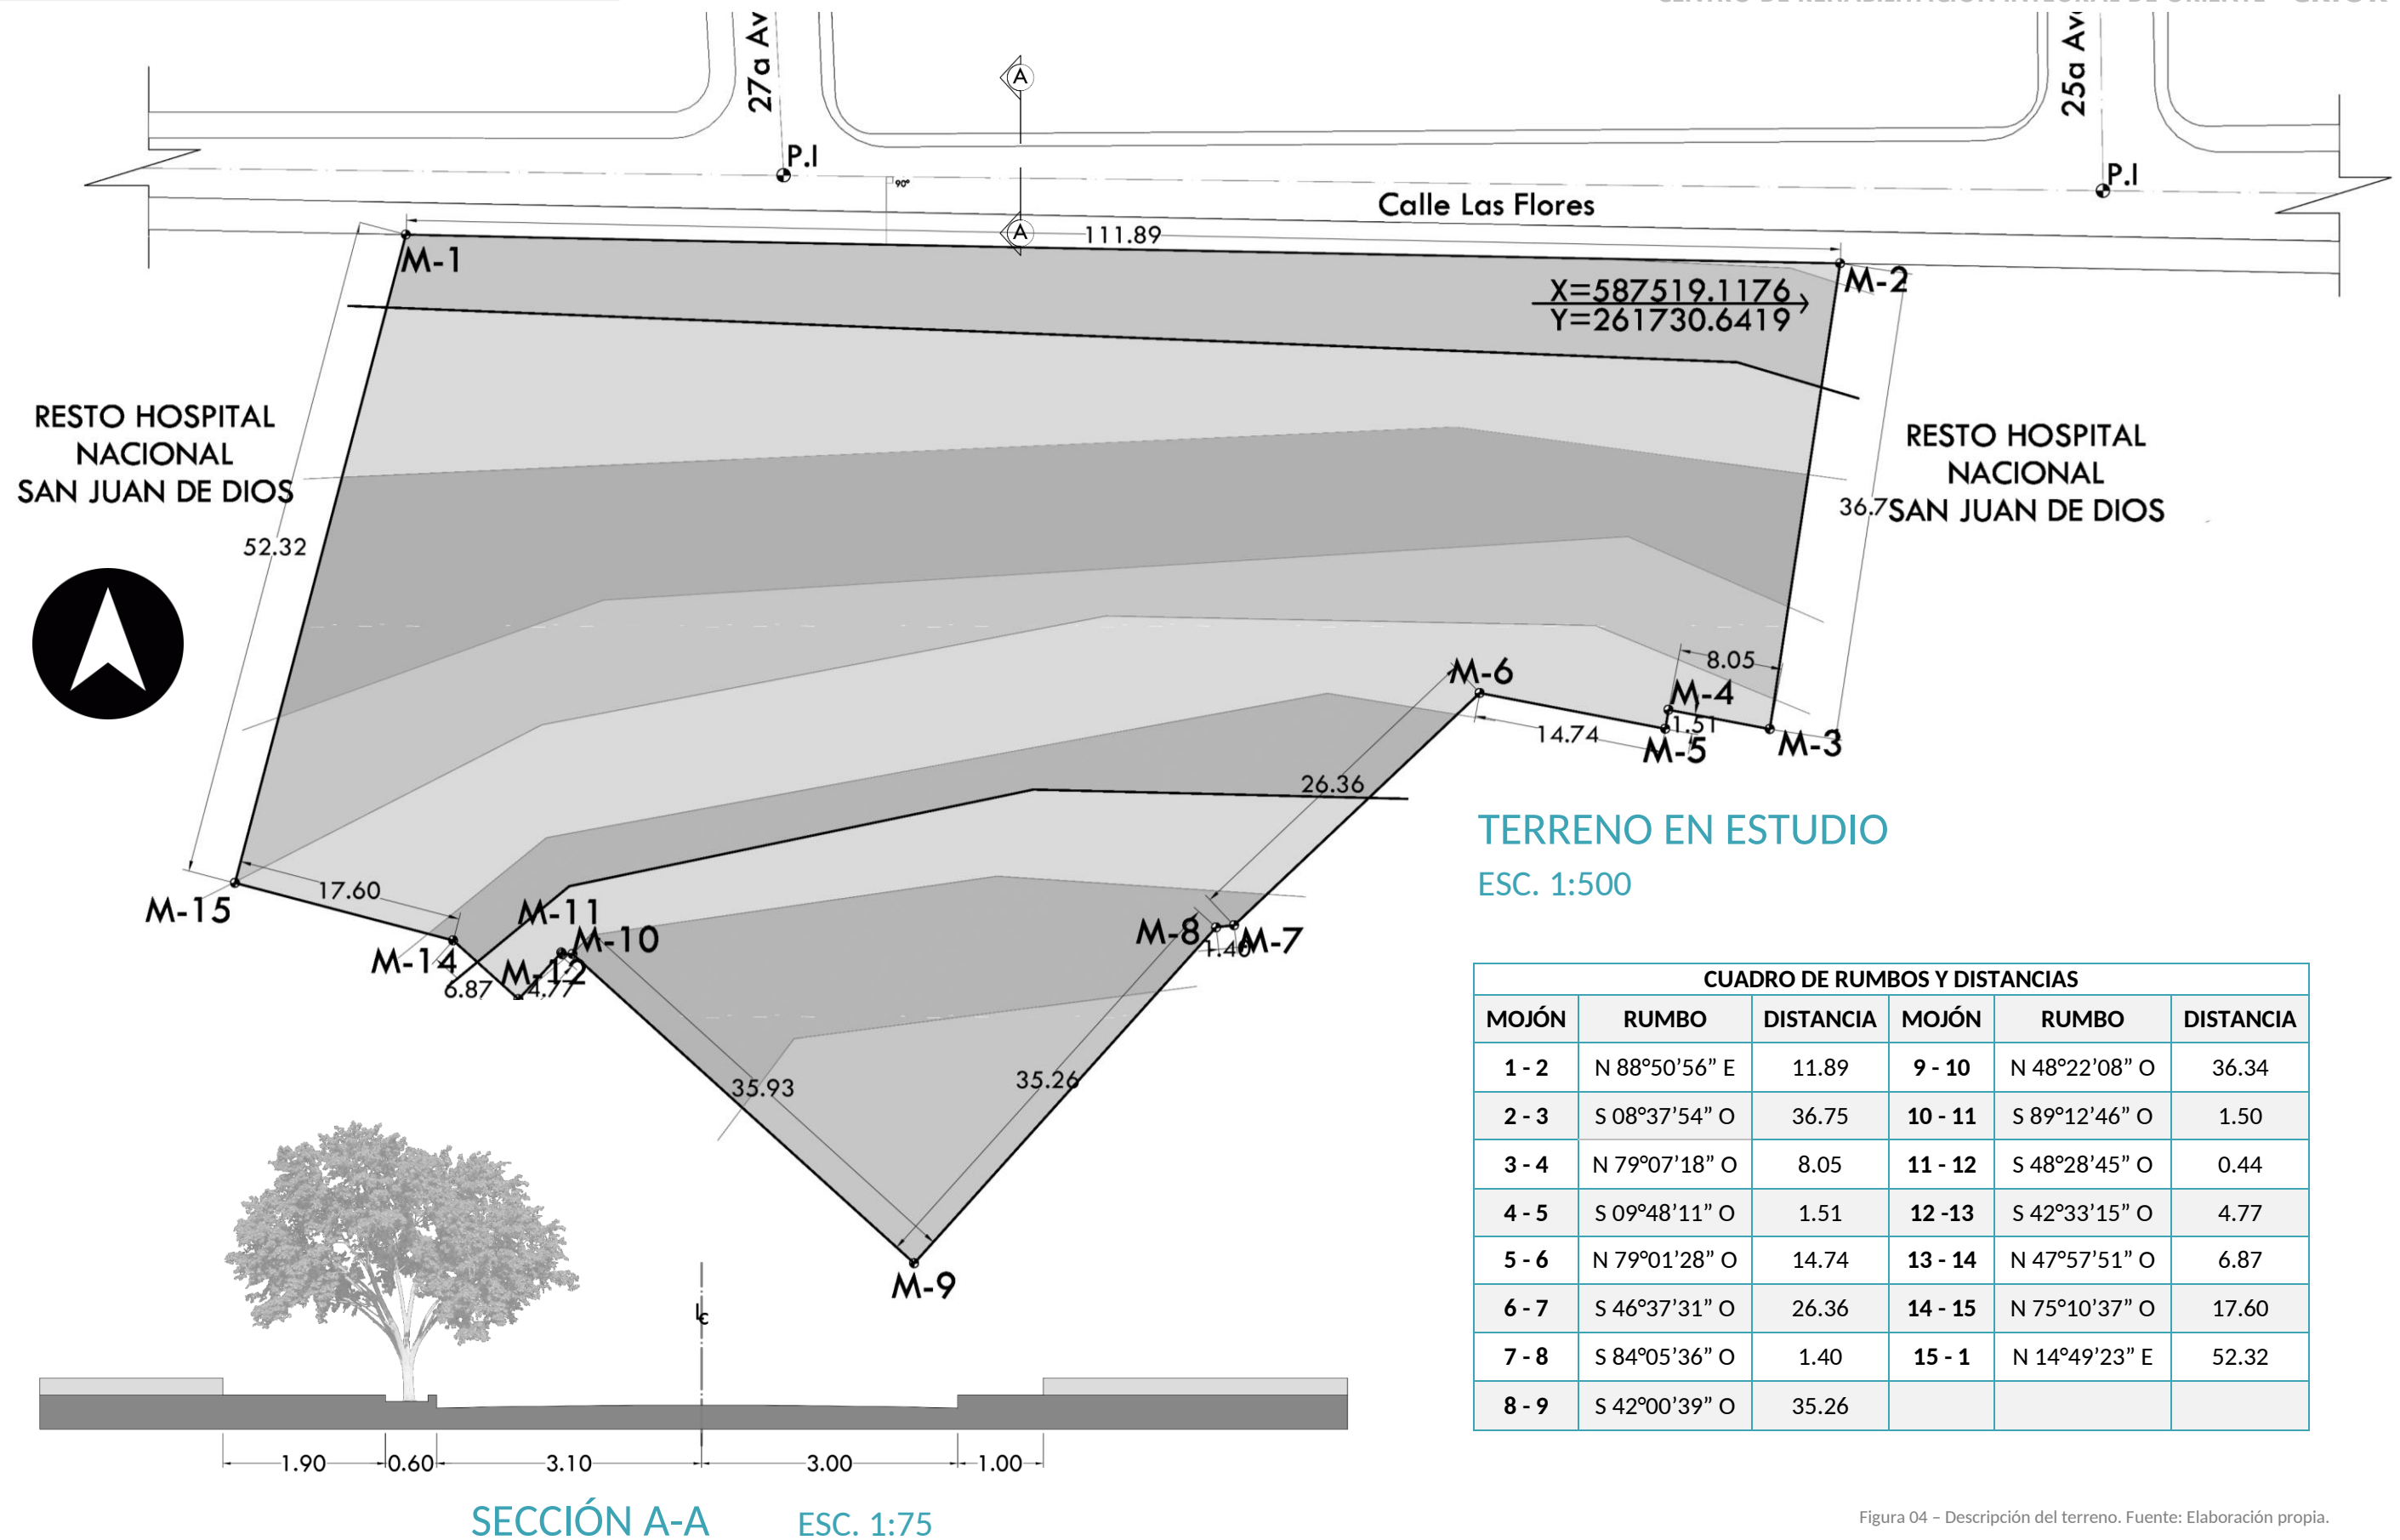 27a Av
25a Av
A
P.I
P.I
90°
Calle Las Flores
A
111.89
M-1
M-2
X=587519.1176
Y=261730.6419
RESTO HOSPITAL
NACIONAL
SAN JUAN DE DIOS
RESTO HOSPITAL
NACIONAL
SAN JUAN DE DIOS
36.7
52.32
M-6
8.05
M-4
1.51
14.74
M-5
M-3
26.36
TERRENO EN ESTUDIO
ESC. 1:500
17.60
M-15
M-11
M-10
M-8
M-7
1.40
M-14
M-12
6.87
4.77
35.93
35.26
M-9
CUADRO DE RUMBOS Y DISTANCIAS
MOJÓN RUMBO DISTANCIA MOJÓN RUMBO DISTANCIA
1 - 2 N 88°50’56” E 11.89 9 - 10 N 48°22’08” O 36.34
2 - 3 S 08°37’54” O 36.75 10 - 11 S 89°12’46” O 1.50
3 - 4 N 79°07’18” O 8.05 11 - 12 S 48°28’45” O 0.44
4 - 5 S 09°48’11” O 1.51 12 -13 S 42°33’15” O 4.77
5 - 6 N 79°01’28” O 14.74 13 - 14 N 47°57’51” O 6.87
6 - 7 S 46°37’31” O 26.36 14 - 15 N 75°10’37” O 17.60
7 - 8 S 84°05’36” O 1.40 15 - 1 N 14°49’23” E 52.32
8 - 9 S 42°00’39” O 35.26
1.90 0.60 3.10 3.00 1.00
SECCIÓN A-A ESC. 1:75
Figura 04 – Descripción del terreno. Fuente: Elaboración propia.